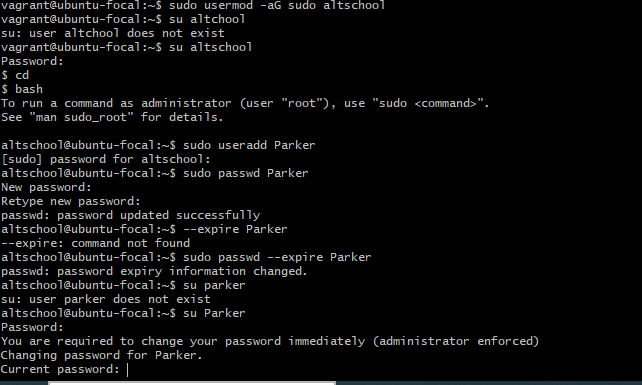 vagrant@ubuntu-focal:~$ sudo usermod -aG sudo altschool
vagrant@ubuntu-focal:~$ su altchool
su: user altchool does not exist
vagrant@ubuntu-focal:~$ su altschool
Password:
$ cd
$ bash
To run a command as administrator (user "root"), use "sudo <command>".
See "man sudo_root" for details.

altschool@ubuntu-focal:~$ sudo useradd Parker
[sudo] password for altschool:
altschool@ubuntu-focal:~$ sudo passwd Parker
New password:
Retype new password:
passwd: password updated successfully
altschool@ubuntu-focal:~$ --expire Parker
--expire: command not found
altschool@ubuntu-focal:~$ sudo passwd --expire Parker
passwd: password expiry information changed.
altschool@ubuntu-focal:~$ su parker
su: user parker does not exist
altschool@ubuntu-focal:~$ su Parker
Password:
You are required to change your password immediately (administrator enforced)
Changing password for Parker.
Current password: